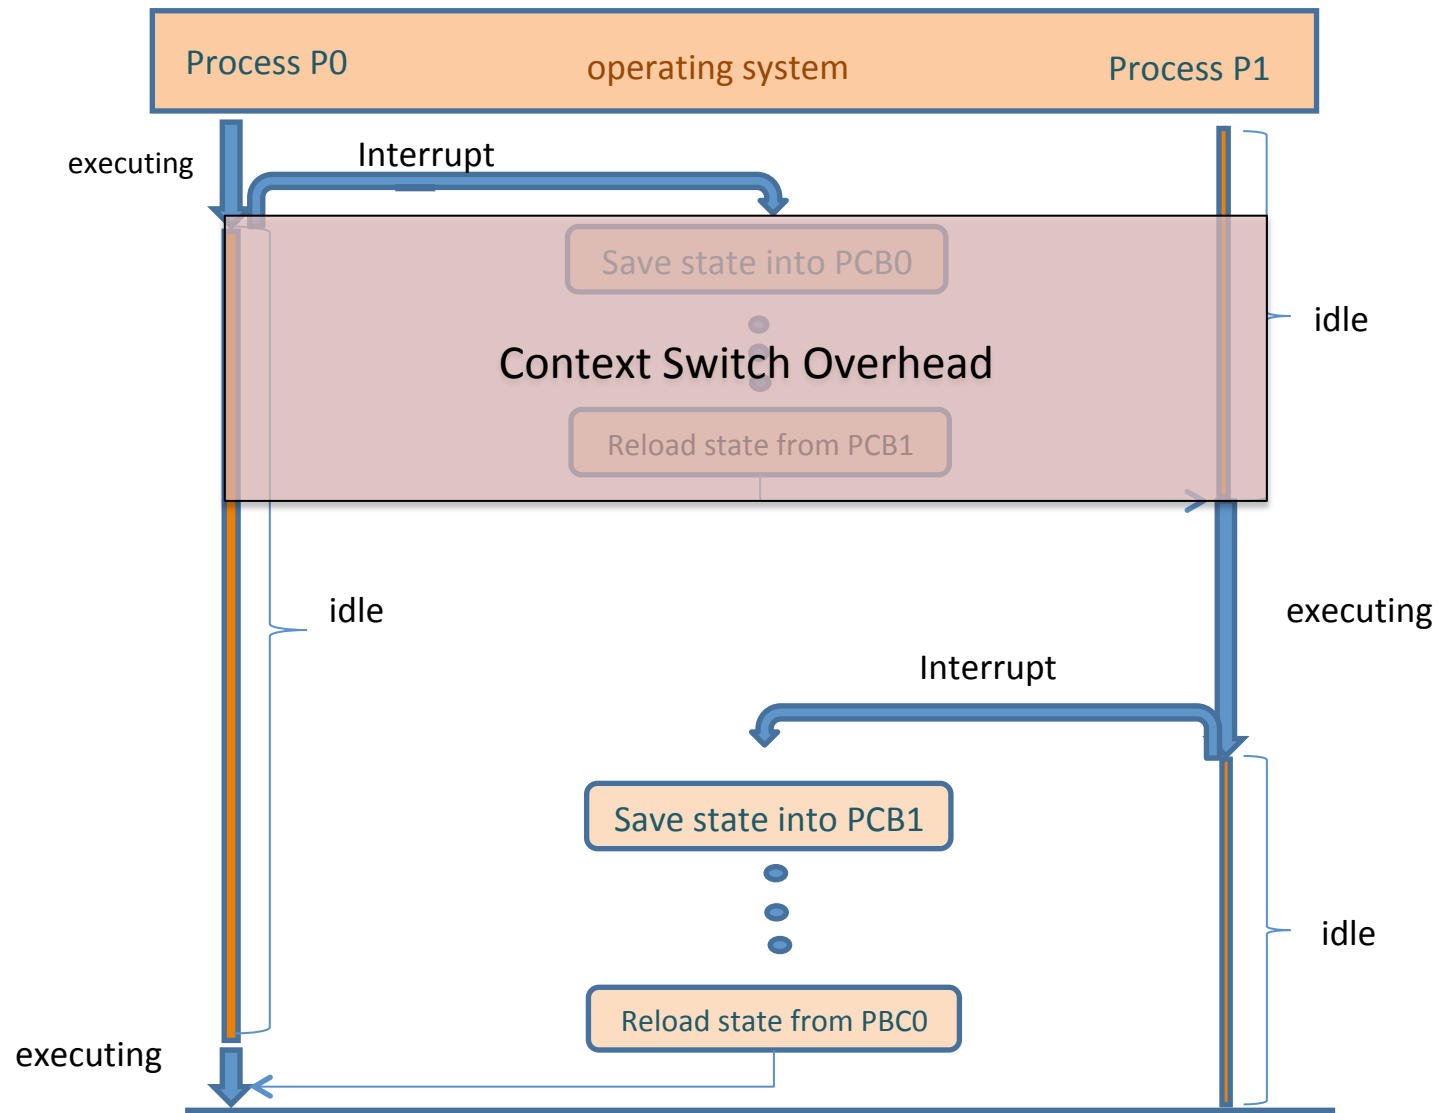 Process P0
operating system
Process P1
executing
Interrupt
Save state into PCB0
idle
Context Switch Overhead
Reload state from PCB1
idle
executing
Interrupt
Save state into PCB1
idle
Reload state from PBC0
executing